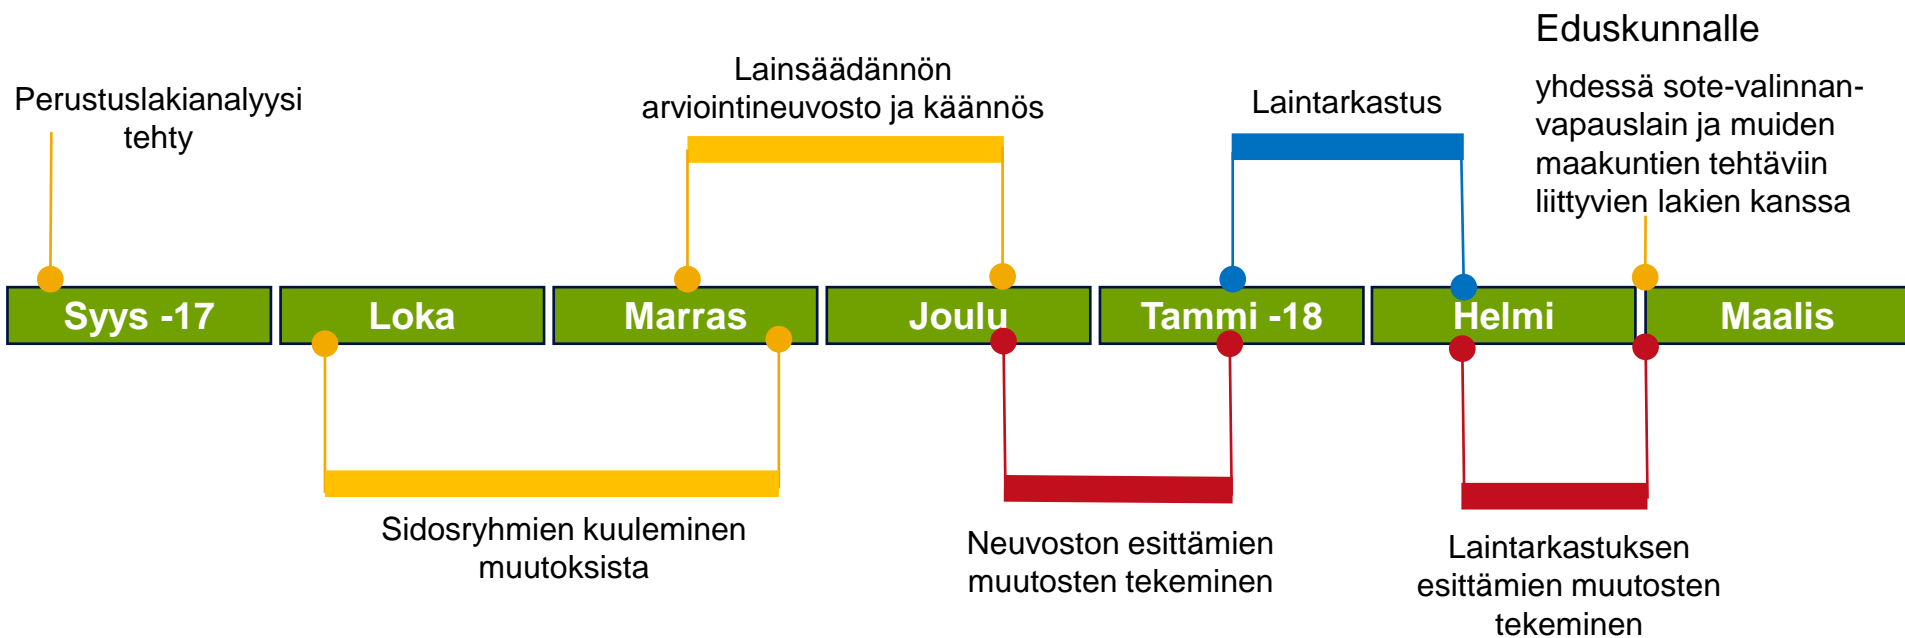 Perustuslakianalyysi
tehty
Lainsäädännön
arviointineuvosto ja käännös
Laintarkastus
Eduskunnalle
yhdessä sote-valinnan-
vapauslain ja muiden
maakuntien tehtäviin
liittyvien lakien kanssa
Syys -17
Loka
Marras
Joulu
Tammi -18
Helmi
Maalis
Sidosryhmien kuuleminen
muutoksista
Neuvoston esittämien
muutosten tekeminen
Laintarkastuksen
esittämien muutosten
tekeminen